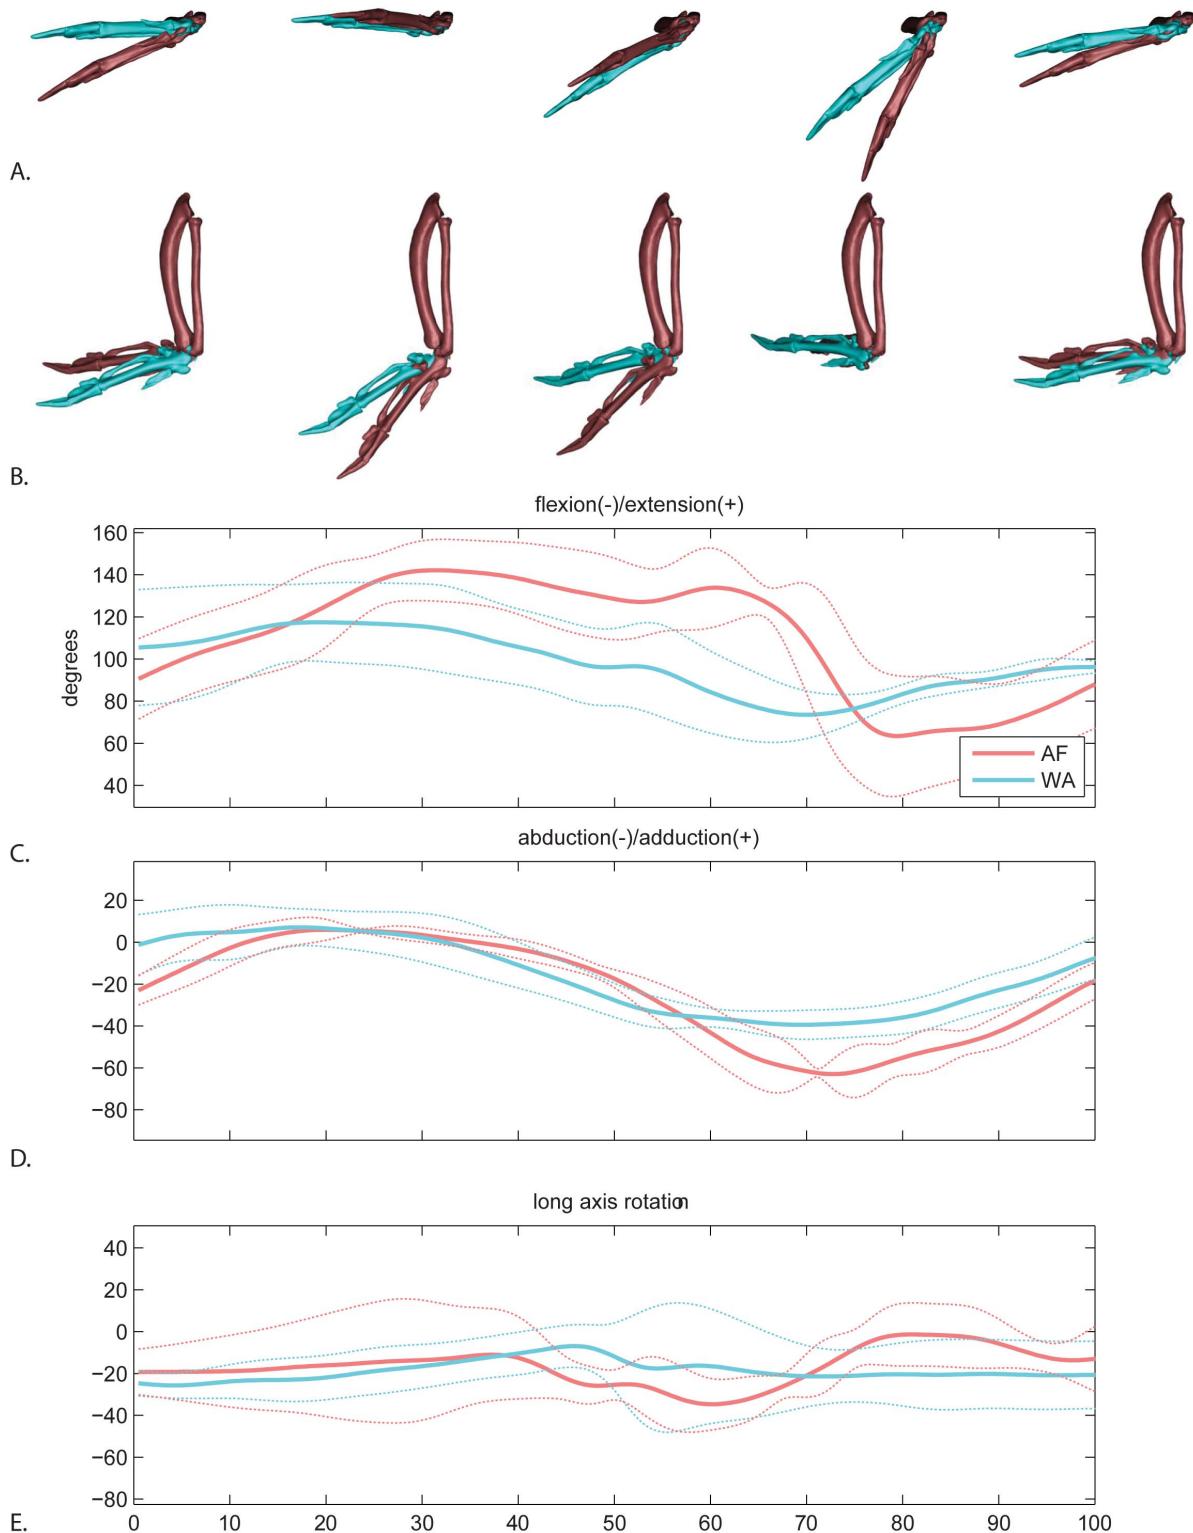 A.
B.
flexion(-)/extension(+)
160
140
120
100
80
60
40
degrees
AF
WA
C.
abduction(-)/adduction(+)
20
0
−20
−40
−60
−80
D.
long axis rotation
40
20
0
−20
−40
−60
−80
0 10 20 30 40 50 60 70 80 90 100
E.